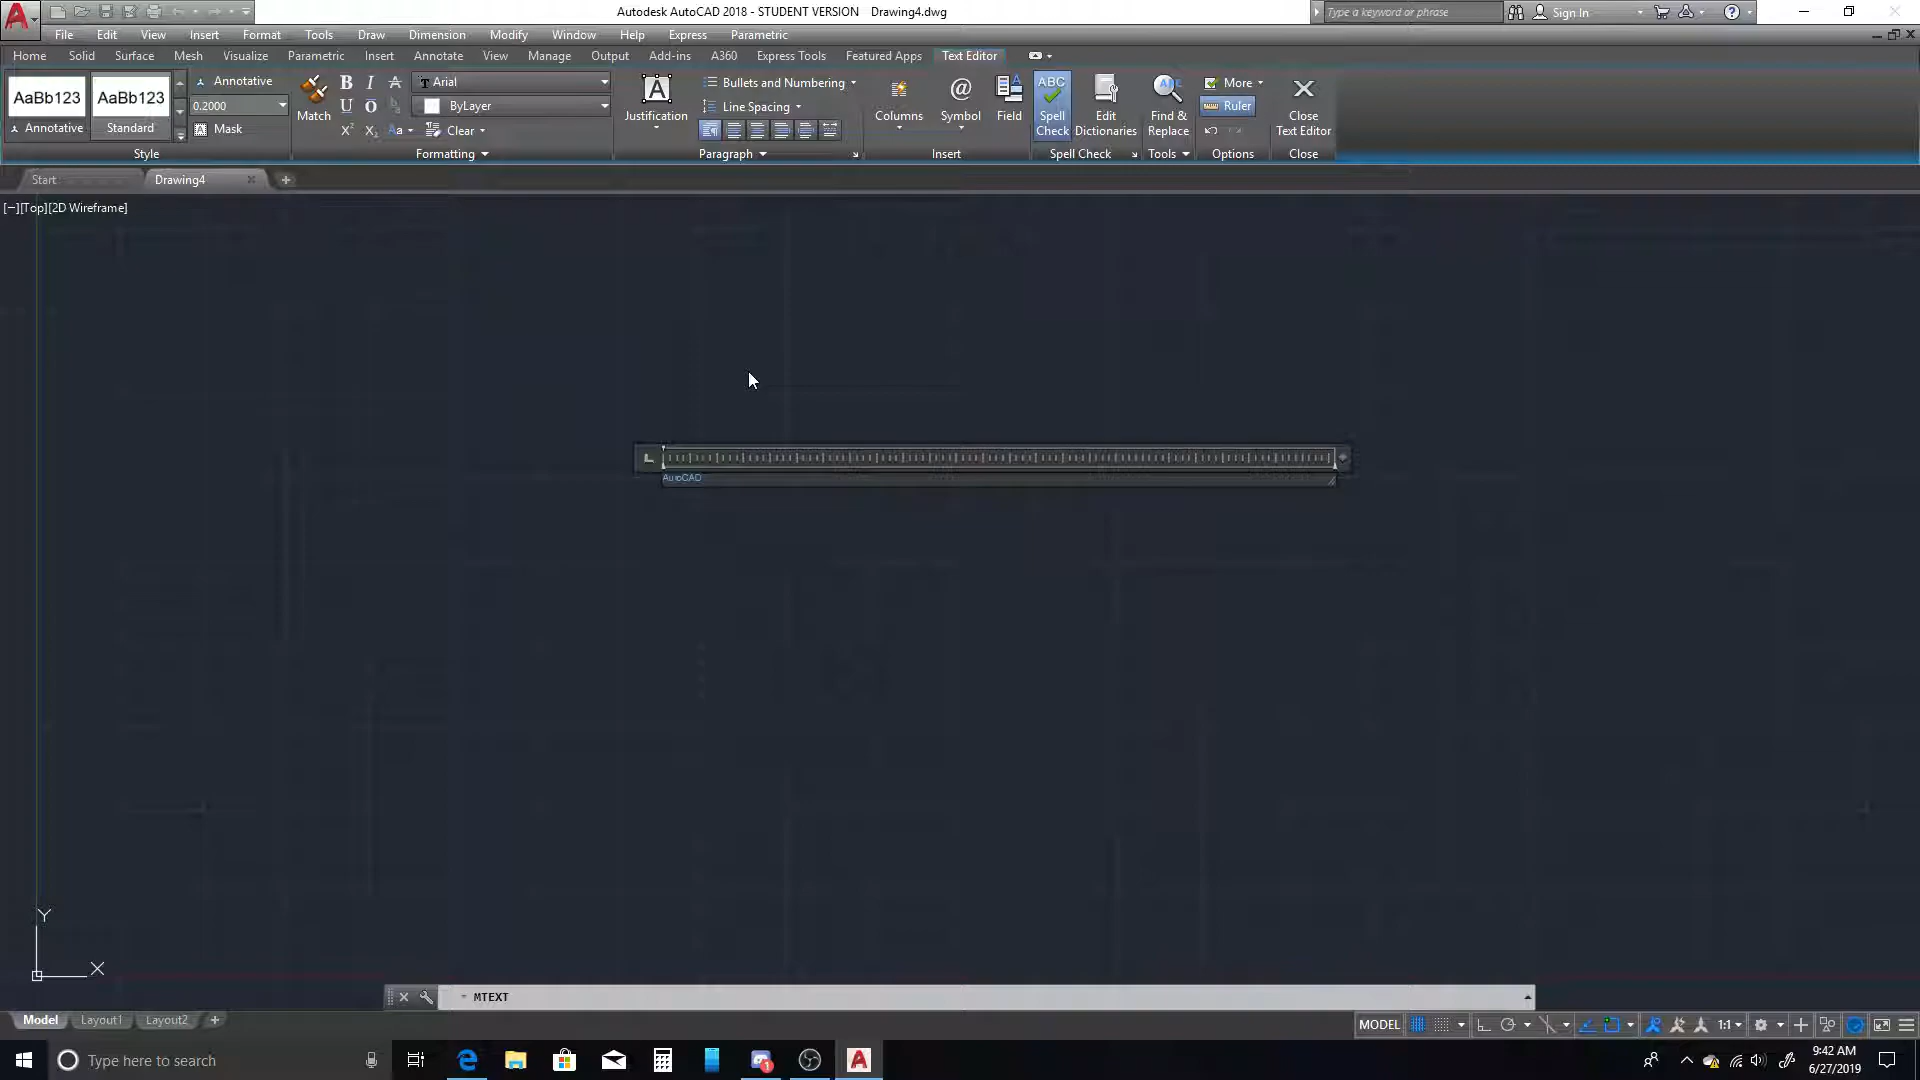 Autodesk AutoCAD 2018 - STUDENT VERSION Drawing4.dwg
Type a keyword or phrase
Sign In
File Edit View Insert Format Tools Draw Dimension Modify Window Help Express Parametric
Home Solid Surface Mesh Visualize Parametric Insert Annotate View Manage Output Add-ins A360 Express Tools Featured Apps Text Editor
AaBb123 AaBb123
Annotative Standard
Annotative
0.2000
Mask
Style
Match
Arial
ByLayer
Clear
Formatting
Justification
Bullets and Numbering
Line Spacing
Paragraph
Columns Symbol Field
Insert
ABC
Spell Check
Edit Dictionaries
Spell Check
Find & Replace
Tools
More
Ruler
Options
Close Text Editor
Close
Start Drawing4
[−][Top][2D Wireframe]
AutoCAD
Y
X
MTEXT
Model Layout1 Layout2
MODEL 1:1
Type here to search
9:42 AM
6/27/2019